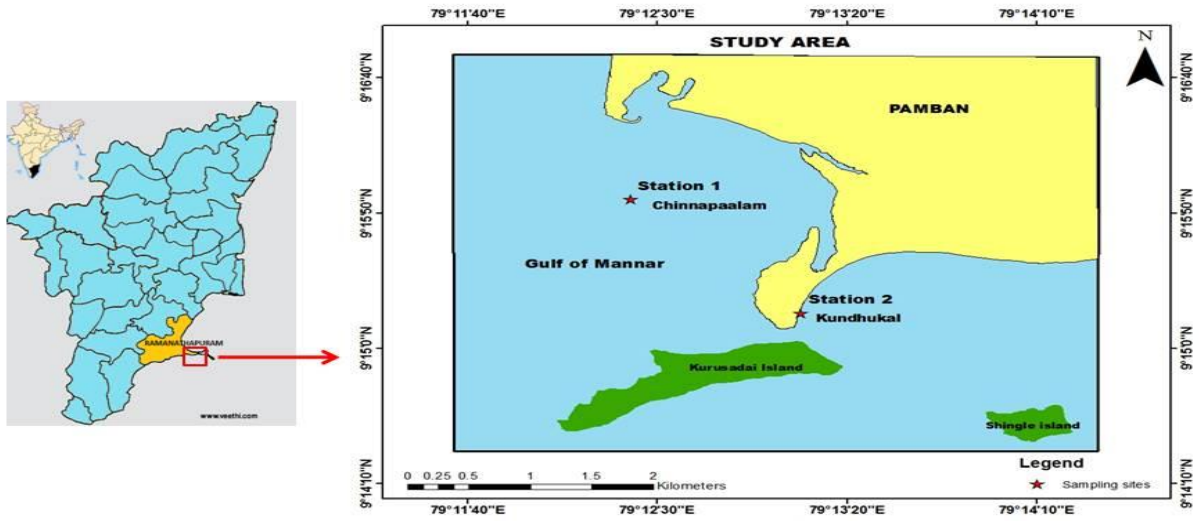 RAMANATHAPURAM
www.veethi.com
79°11'40"E 79°12'30"E 79°13'20"E 79°14'10"E
STUDY AREA
N
9°16'40"N 9°16'40"N
PAMBAN
Station 1
Chinnapaalam
9°15'50"N 9°15'50"N
Gulf of Mannar
Station 2
Kundhukal
9°15'0"N 9°15'0"N
Kurusadai Island
Shingle island
Legend
Sampling sites
0 0.25 0.5 1 1.5 2
Kilometers
9°14'10"N 9°14'10"N
79°11'40"E 79°12'30"E 79°13'20"E 79°14'10"E